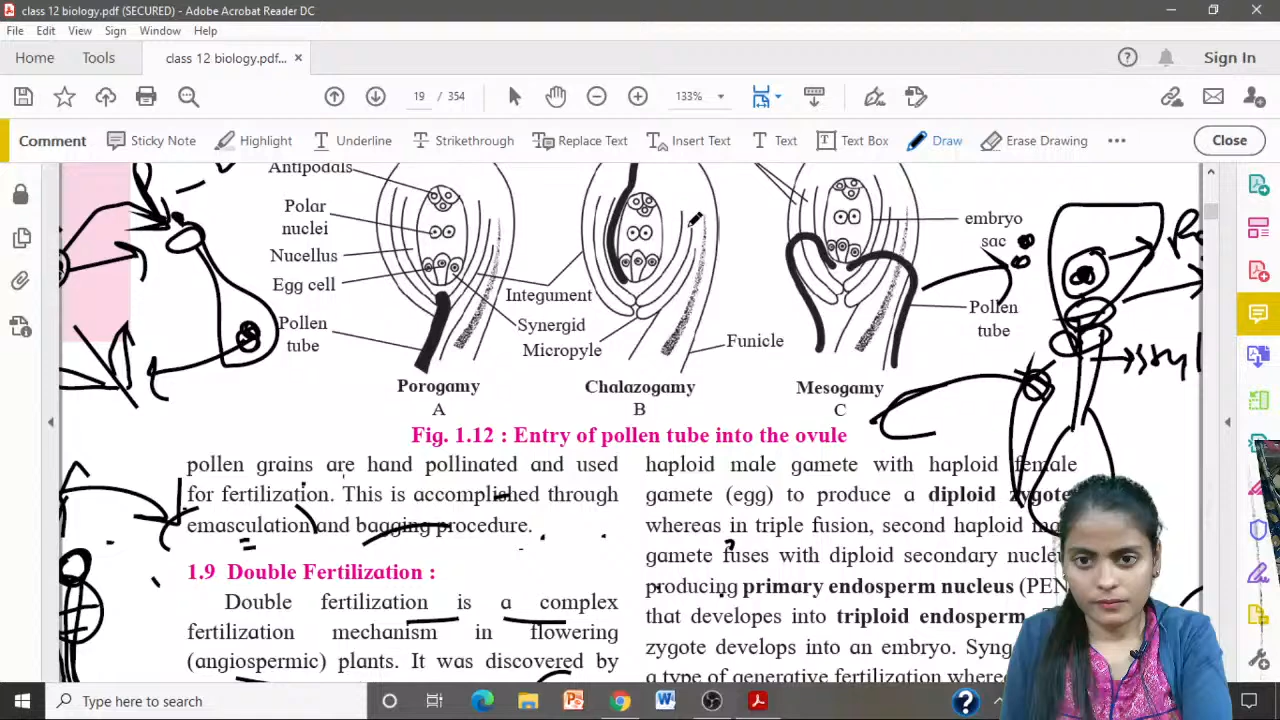 class 12 biology.pdf (SECURED) - Adobe Acrobat Reader DC
File Edit View Sign Window Help
Home Tools class 12 biology.pdf... × Sign In
19 / 354 133%
Comment Sticky Note Highlight Underline Strikethrough Replace Text Insert Text Text Text Box Draw Erase Drawing Close
Antipodals
Polar
nuclei
Nucellus
Egg cell
Pollen
tube
Integument
Synergid
Micropyle
Funicle
embryo
sac
Pollen
tube
Porogamy Chalazogamy Mesogamy
A B C
Fig. 1.12 : Entry of pollen tube into the ovule
pollen grains are hand pollinated and used
for fertilization. This is accomplished through
emasculation and bagging procedure.
1.9 Double Fertilization :
Double fertilization is a complex
fertilization mechanism in flowering
(angiospermic) plants. It was discovered by
haploid male gamete with haploid female
gamete (egg) to produce a diploid zygote
whereas in triple fusion, second haploid
gamete fuses with diploid secondary
producing primary endosperm nucleus (PEN
that developes into triploid endosperm.
zygote develops into an embryo.
a type of generative fertilization
Type here to search